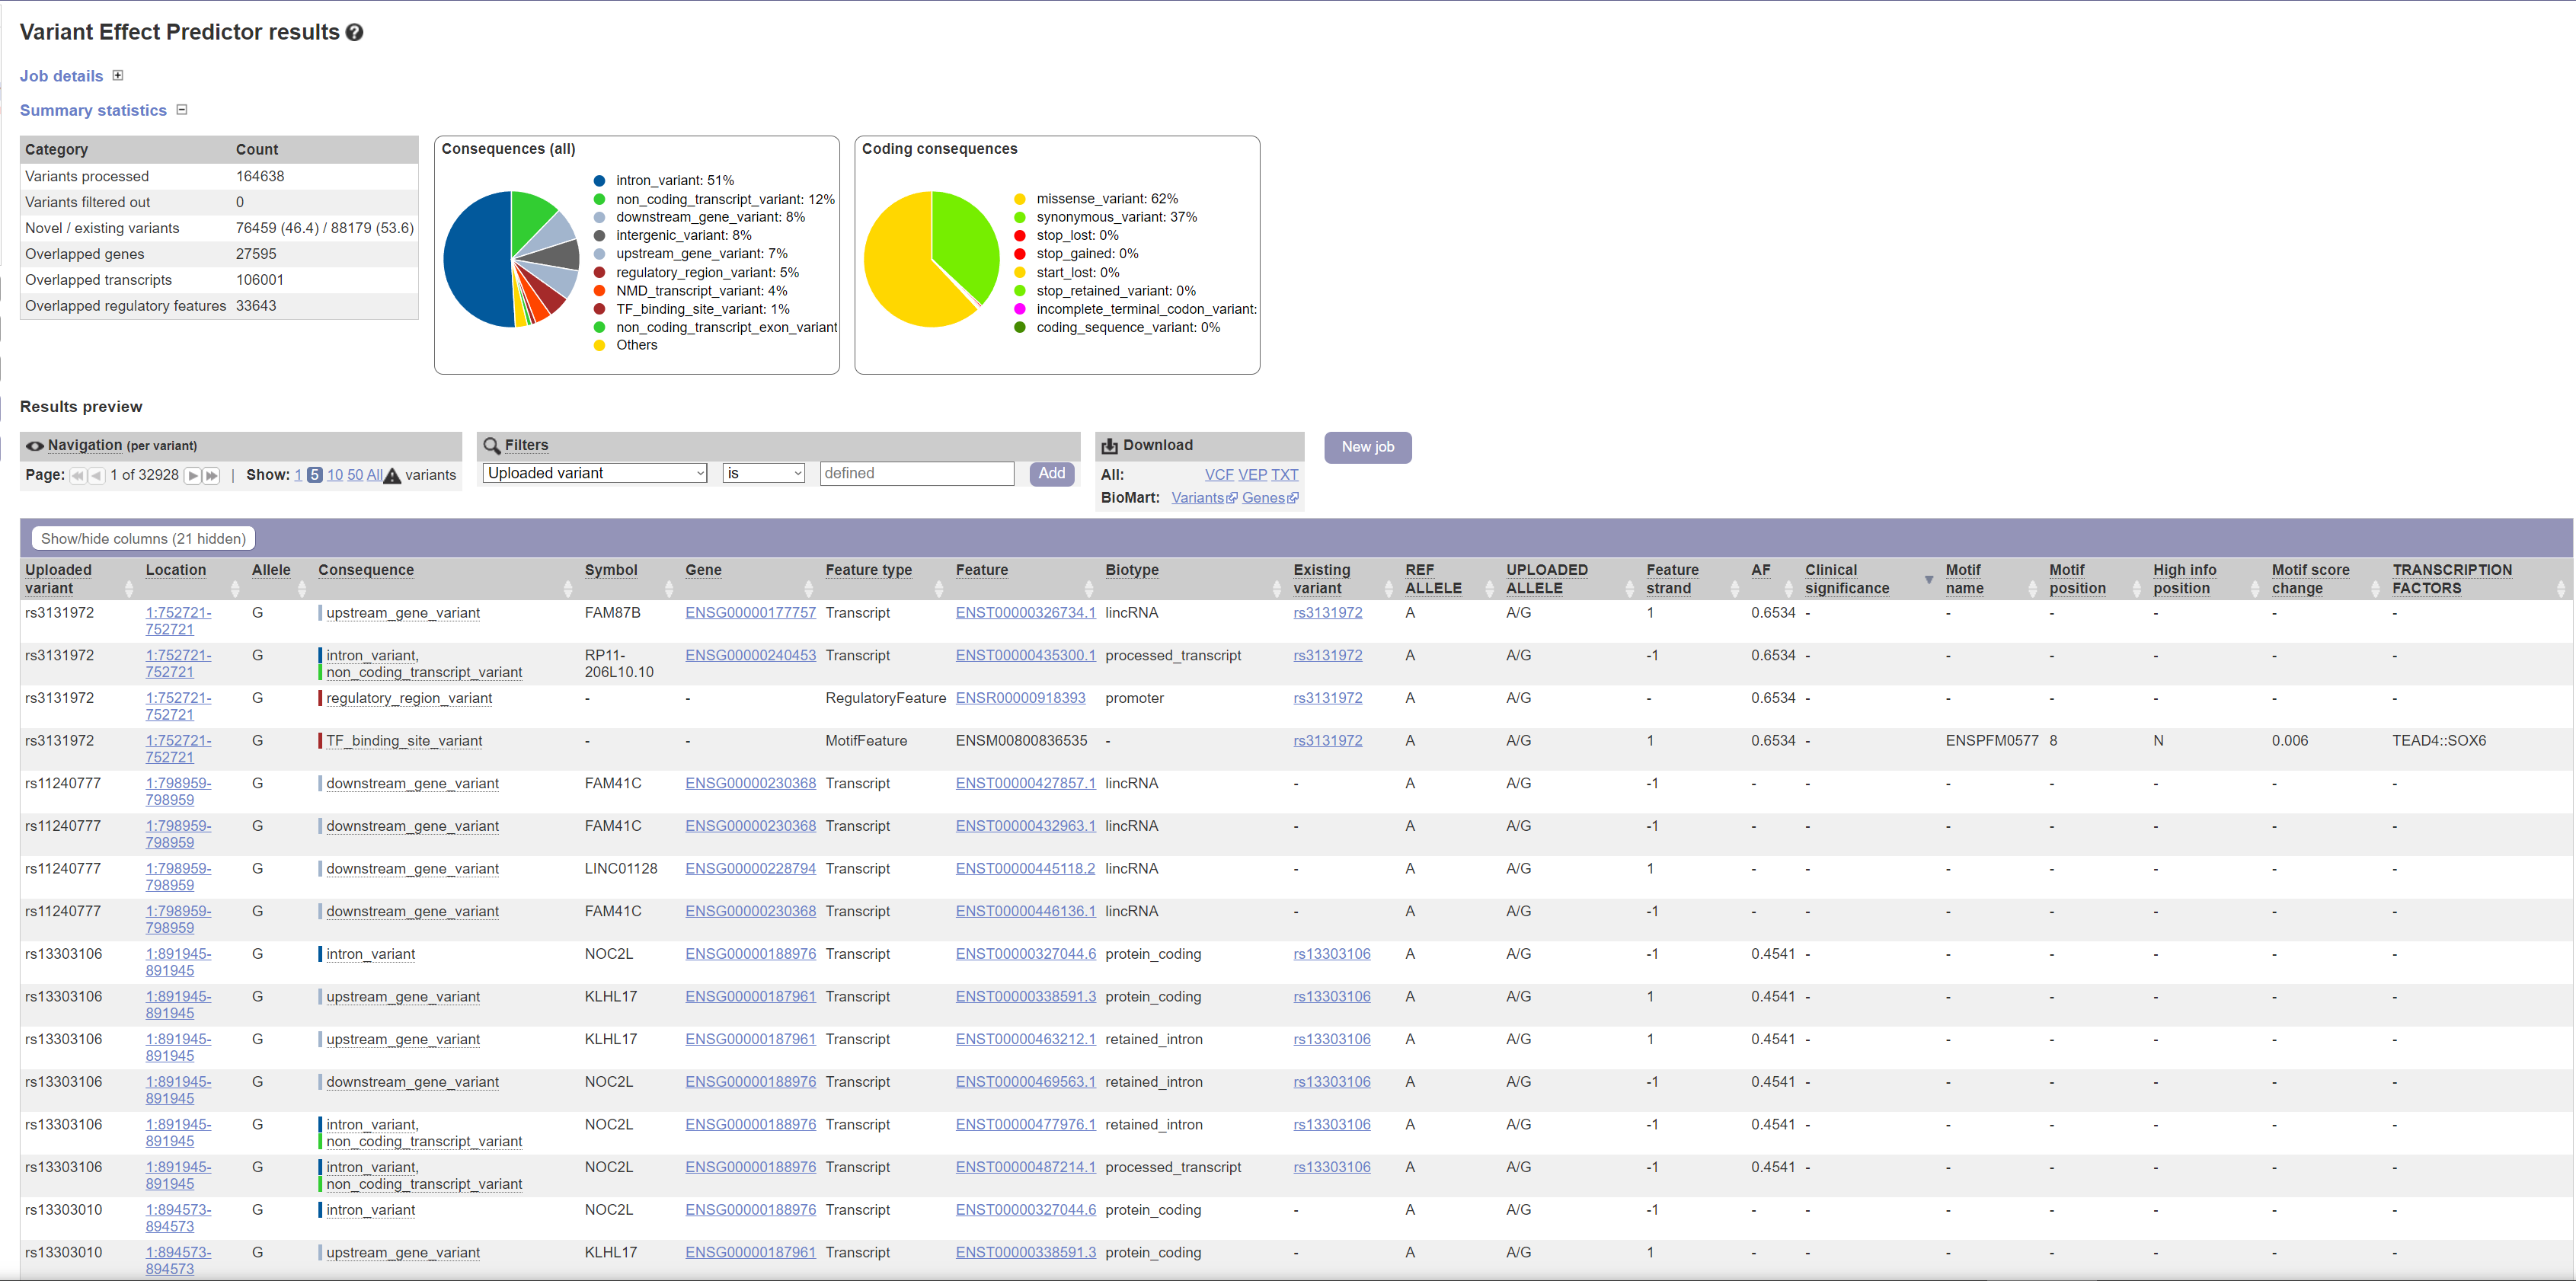 Variant Effect Predictor results
Job details
Summary statistics
Category Count
Variants processed 164638
Variants filtered out 0
Novel / existing variants 76459 (46.4) / 88179 (53.6)
Overlapped genes 27595
Overlapped transcripts 106001
Overlapped regulatory features 33643
Consequences (all)
intron_variant: 51%
non_coding_transcript_variant: 12%
downstream_gene_variant: 8%
intergenic_variant: 8%
upstream_gene_variant: 7%
regulatory_region_variant: 5%
NMD_transcript_variant: 4%
TF_binding_site_variant: 1%
non_coding_transcript_exon_variant
Others
Coding consequences
missense_variant: 62%
synonymous_variant: 37%
stop_lost: 0%
stop_gained: 0%
start_lost: 0%
stop_retained_variant: 0%
incomplete_terminal_codon_variant:
coding_sequence_variant: 0%
Results preview
Navigation (per variant)
Page: 1 of 32928 | Show: 1 5 10 50 All variants
Filters
Uploaded variant is defined Add
Download
All: VCF VEP TXT
BioMart: Variants Genes
New job
Show/hide columns (21 hidden)
Uploaded variant Location Allele Consequence Symbol Gene Feature type Feature Biotype Existing variant REF ALLELE UPLOADED ALLELE Feature strand AF Clinical significance Motif name Motif position High info position Motif score change TRANSCRIPTION FACTORS
rs3131972 1:752721-752721 G upstream_gene_variant FAM87B ENSG00000177757 Transcript ENST00000326734.1 lincRNA rs3131972 A A/G 1 0.6534 - - - - - -
rs3131972 1:752721-752721 G intron_variant, non_coding_transcript_variant RP11-206L10.10 ENSG00000240453 Transcript ENST00000435300.1 processed_transcript rs3131972 A A/G -1 0.6534 - - - - - -
rs3131972 1:752721-752721 G regulatory_region_variant - - RegulatoryFeature ENSR00000918393 promoter rs3131972 A A/G - 0.6534 - - - - - -
rs3131972 1:752721-752721 G TF_binding_site_variant - - MotifFeature ENSM00800836535 - rs3131972 A A/G 1 0.6534 - ENSPFM0577 8 N 0.006 TEAD4::SOX6
rs11240777 1:798959-798959 G downstream_gene_variant FAM41C ENSG00000230368 Transcript ENST00000427857.1 lincRNA - A A/G -1 - - - - - - -
rs11240777 1:798959-798959 G downstream_gene_variant FAM41C ENSG00000230368 Transcript ENST00000432963.1 lincRNA - A A/G -1 - - - - - - -
rs11240777 1:798959-798959 G downstream_gene_variant LINC01128 ENSG00000228794 Transcript ENST00000445118.2 lincRNA - A A/G 1 - - - - - - -
rs11240777 1:798959-798959 G downstream_gene_variant FAM41C ENSG00000230368 Transcript ENST00000446136.1 lincRNA - A A/G -1 - - - - - - -
rs13303106 1:891945-891945 G intron_variant NOC2L ENSG00000188976 Transcript ENST00000327044.6 protein_coding rs13303106 A A/G -1 0.4541 - - - - - -
rs13303106 1:891945-891945 G upstream_gene_variant KLHL17 ENSG00000187961 Transcript ENST00000338591.3 protein_coding rs13303106 A A/G 1 0.4541 - - - - - -
rs13303106 1:891945-891945 G upstream_gene_variant KLHL17 ENSG00000187961 Transcript ENST00000463212.1 retained_intron rs13303106 A A/G 1 0.4541 - - - - - -
rs13303106 1:891945-891945 G downstream_gene_variant NOC2L ENSG00000188976 Transcript ENST00000469563.1 retained_intron rs13303106 A A/G -1 0.4541 - - - - - -
rs13303106 1:891945-891945 G intron_variant, non_coding_transcript_variant NOC2L ENSG00000188976 Transcript ENST00000477976.1 retained_intron rs13303106 A A/G -1 0.4541 - - - - - -
rs13303106 1:891945-891945 G intron_variant, non_coding_transcript_variant NOC2L ENSG00000188976 Transcript ENST00000487214.1 processed_transcript rs13303106 A A/G -1 0.4541 - - - - - -
rs13303010 1:894573-894573 G intron_variant NOC2L ENSG00000188976 Transcript ENST00000327044.6 protein_coding - A A/G -1 - - - - - - -
rs13303010 1:894573-894573 G upstream_gene_variant KLHL17 ENSG00000187961 Transcript ENST00000338591.3 protein_coding - A A/G 1 - - - - - - -